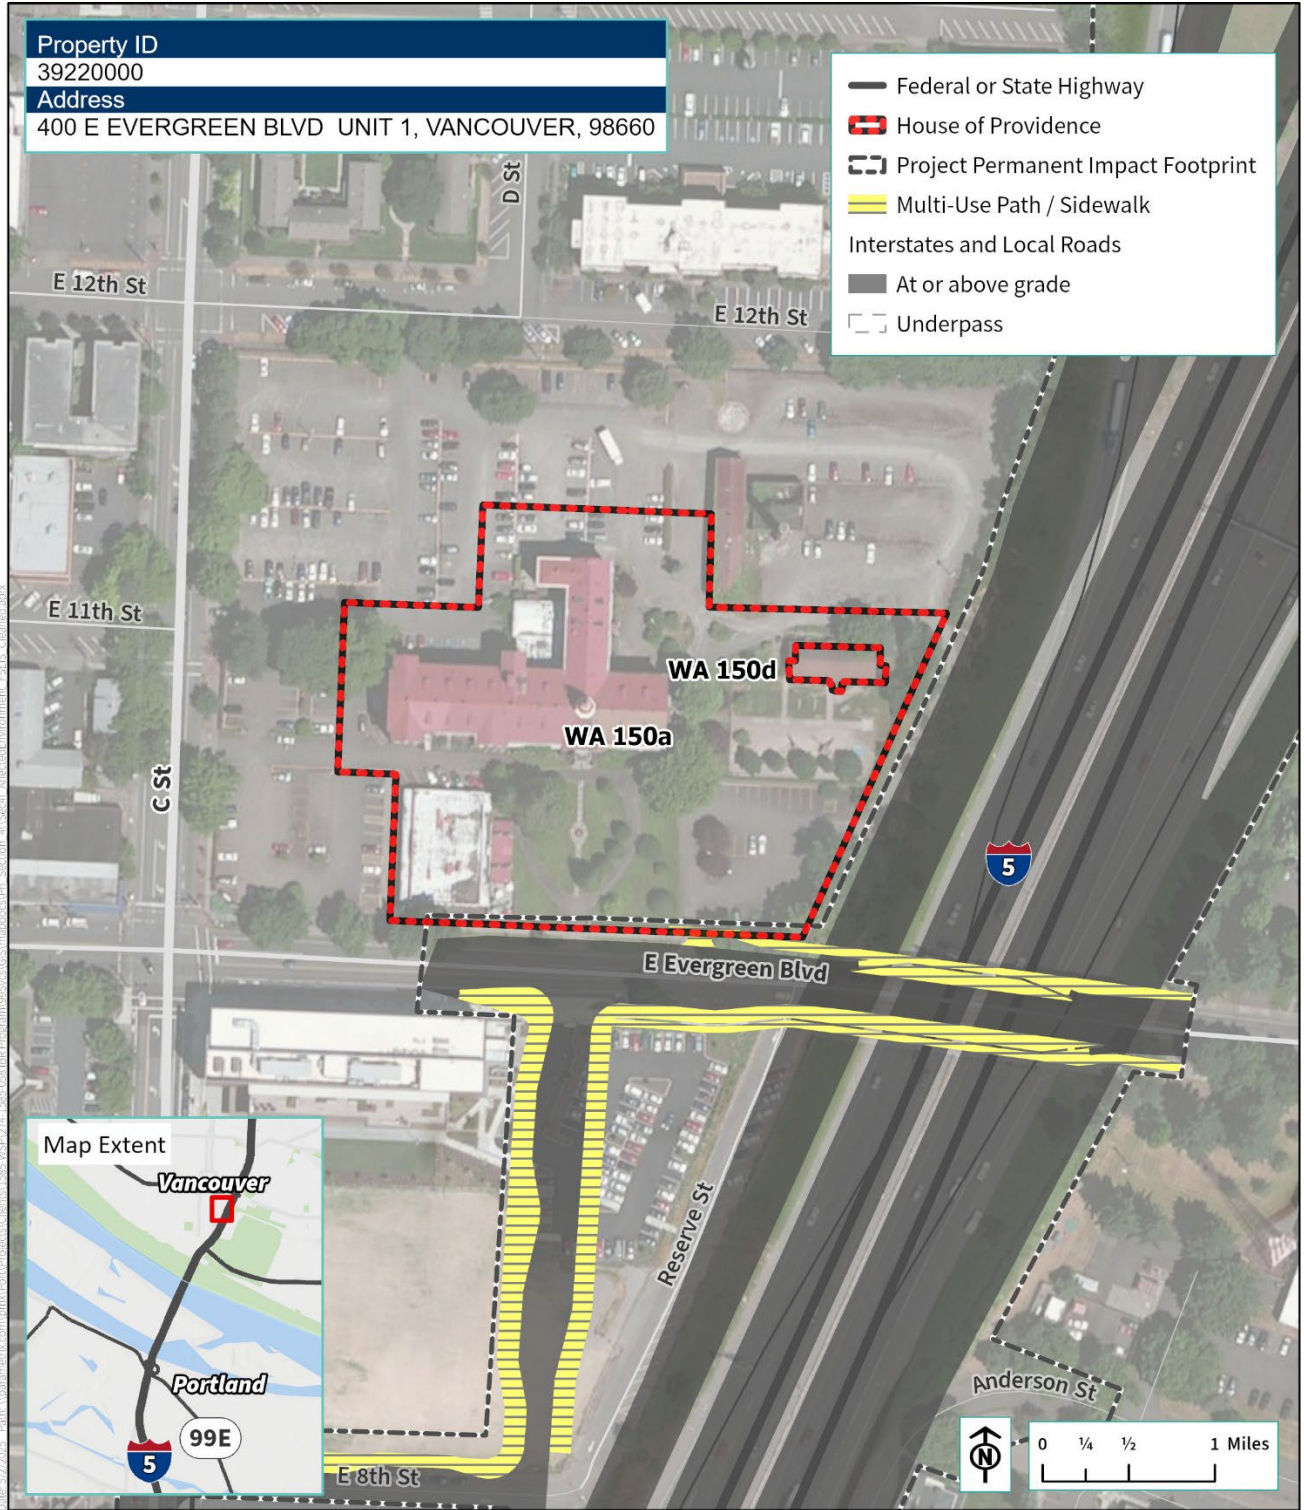 Property ID
39220000
Address
400 E EVERGREEN BLVD UNIT 1, VANCOUVER, 98660
Federal or State Highway
House of Providence
Project Permanent Impact Footprint
Multi-Use Path / Sidewalk
Interstates and Local Roads
At or above grade
Underpass
D St
E 12th St
E 12th St
E 11th St
WA 150d
WA 150a
C St
5
E Evergreen Blvd
Reserve St
Map Extent
Vancouver
Portland
99E
5
E 8th St
Anderson St
N
0 ¼ ½ 1 Miles